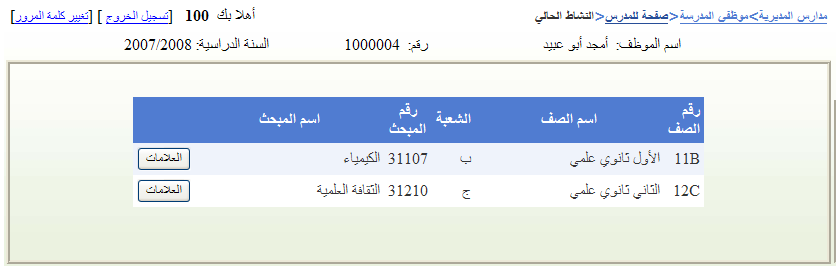 مدارس المديرية>موظفي المدرسة>صفحة للمدرس>النشاط الحالي أهلا بك 100 [تسجيل الخروج ] [تغيير كلمة المرور]
اسم الموظف: أمجد أبو عبيد رقم: 1000004 السنة الدراسية: 2007/2008
رقم الصف اسم الصف الشعبة رقم المبحث اسم المبحث
11B الأول ثانوي علمي ب 31107 الكيمياء العلامات
12C الثاني ثانوي علمي ج 31210 الثقافة العلمية العلامات